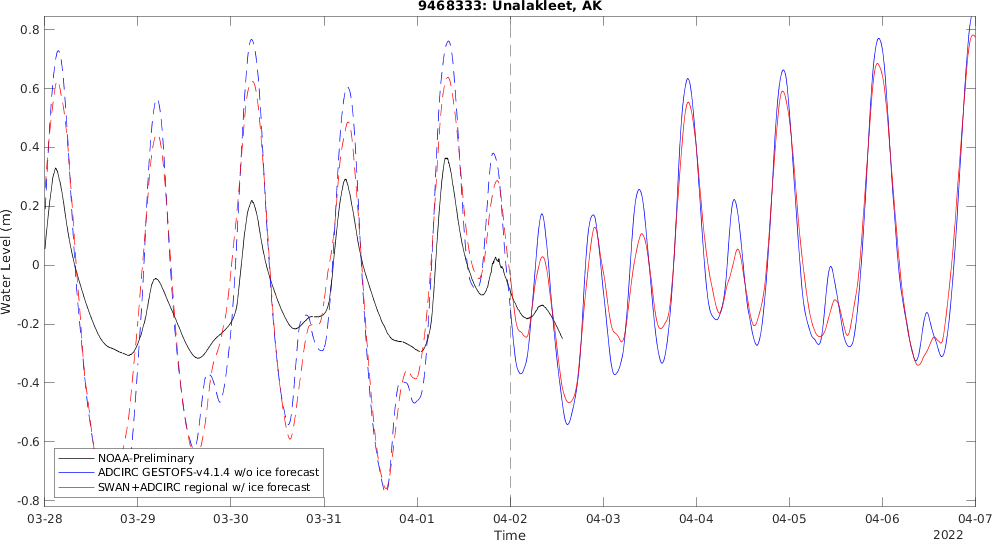 9468333: Unalakleet, AK
Water Level (m)
0.8
0.6
0.4
0.2
0
-0.2
-0.4
-0.6
-0.8
NOAA-Preliminary
ADCIRC GESTOFS-v4.1.4 w/o ice forecast
SWAN+ADCIRC regional w/ ice forecast
03-28 03-29 03-30 03-31 04-01 04-02 04-03 04-04 04-05 04-06 04-07
Time
2022